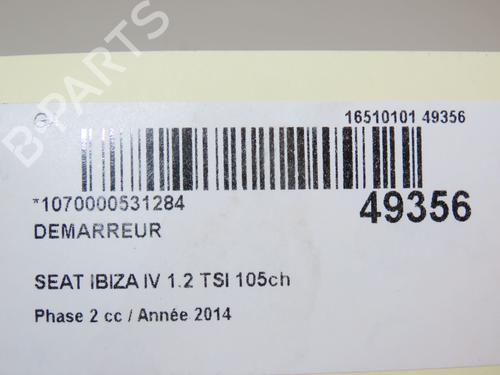 G
16510101 49356
*1070000531284
49356
DEMARREUR
SEAT IBIZA IV 1.2 TSI 105ch
Phase 2 cc / Année 2014
B-PARTS